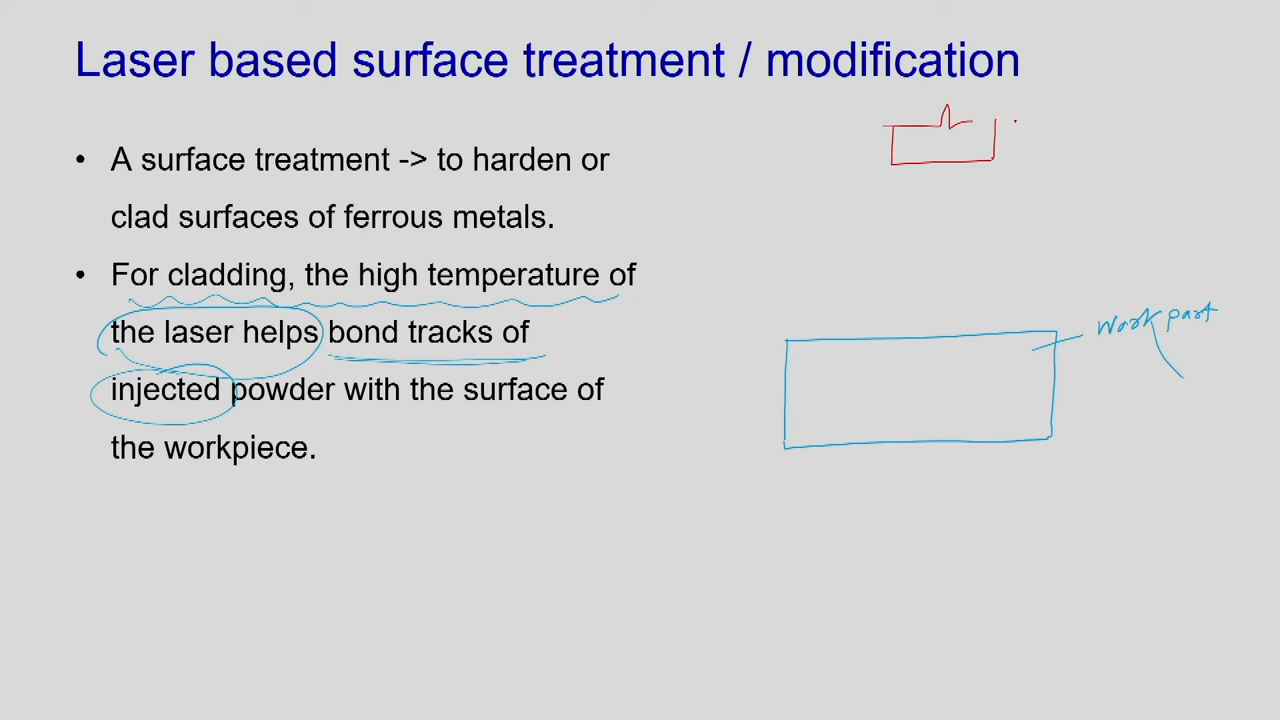 Laser based surface treatment / modification
• A surface treatment -> to harden or
clad surfaces of ferrous metals.
• For cladding, the high temperature of
the laser helps bond tracks of
injected powder with the surface of
the workpiece.
Work part